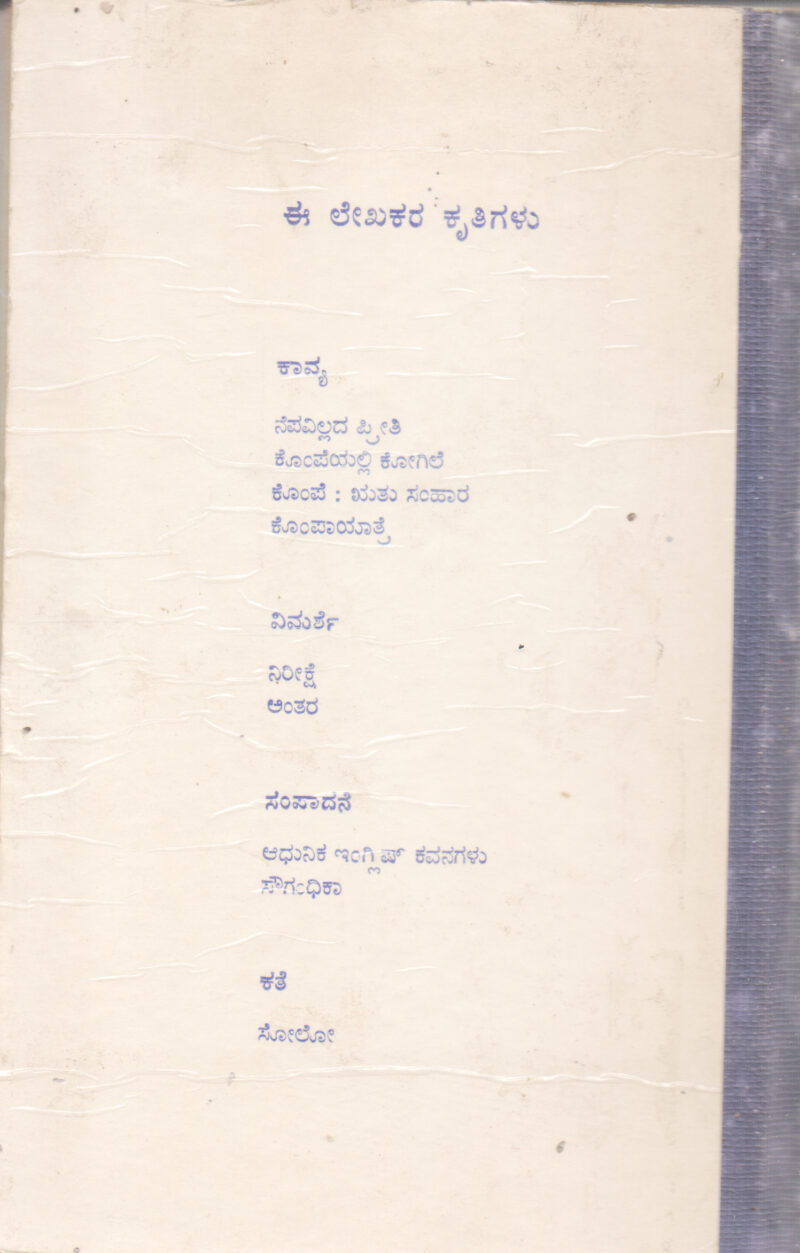 ಈ ಲೇಖಕರ ಕೃತಿಗಳು
ಕಾವ್ಯ
ನೆಪವಿಲ್ಲದ ಪ್ರೀತಿ
ಕೊಂಪೆಯಲ್ಲಿ ಕೋಗಿಲೆ
ಕೊಂಪೆ : ಋತು ಸಂಹಾರ
ಕೊಂಪಾಯಾತ್ರೆ
ವಿಮರ್ಶೆ
ನಿರೀಕ್ಷೆ
ಅಂತರ
ಸಂಪಾದನೆ
ಆಧುನಿಕ ಇಂಗ್ಲಿಷ್ ಕವನಗಳು
ಸೌಗಂಧಿಕಾ
ಕತೆ
ಸೋಲೋ